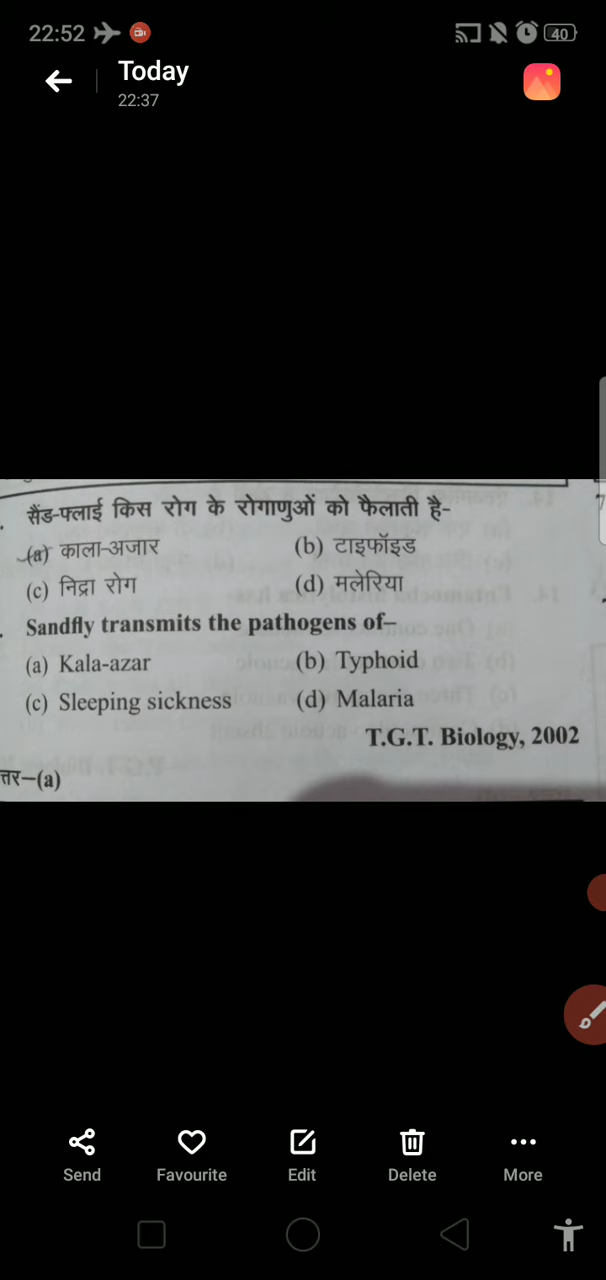 22:52
40
Today
22:37
सैंड-फ्लाई किस रोग के रोगाणुओं को फैलाती है-
(a) काला-अजार (b) टाइफॉइड
(c) निद्रा रोग (d) मलेरिया
Sandfly transmits the pathogens of–
(a) Kala-azar (b) Typhoid
(c) Sleeping sickness (d) Malaria
T.G.T. Biology, 2002
त्तर–(a)
Send Favourite Edit Delete More